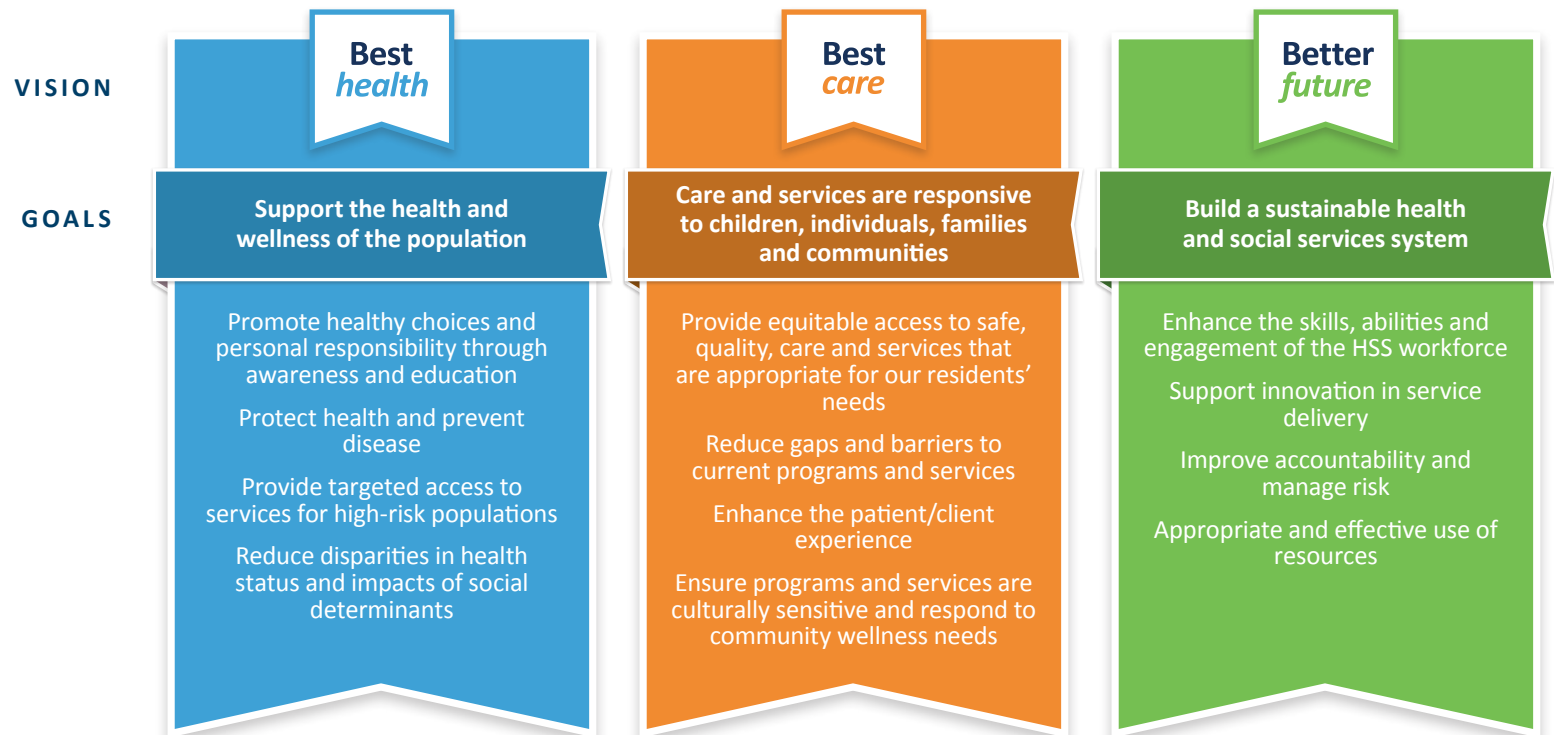 VISION
Best
health
Best
care
Better
future
GOALS
Support the health and
wellness of the population
Care and services are responsive
to children, individuals, families
and communities
Build a sustainable health
and social services system
Promote healthy choices and
personal responsibility through
awareness and education
Protect health and prevent
disease
Provide targeted access to
services for high-risk populations
Reduce disparities in health
status and impacts of social
determinants
Provide equitable access to safe,
quality, care and services that
are appropriate for our residents’
needs
Reduce gaps and barriers to
current programs and services
Enhance the patient/client
experience
Ensure programs and services are
culturally sensitive and respond to
community wellness needs
Enhance the skills, abilities and
engagement of the HSS workforce
Support innovation in service
delivery
Improve accountability and
manage risk
Appropriate and effective use of
resources